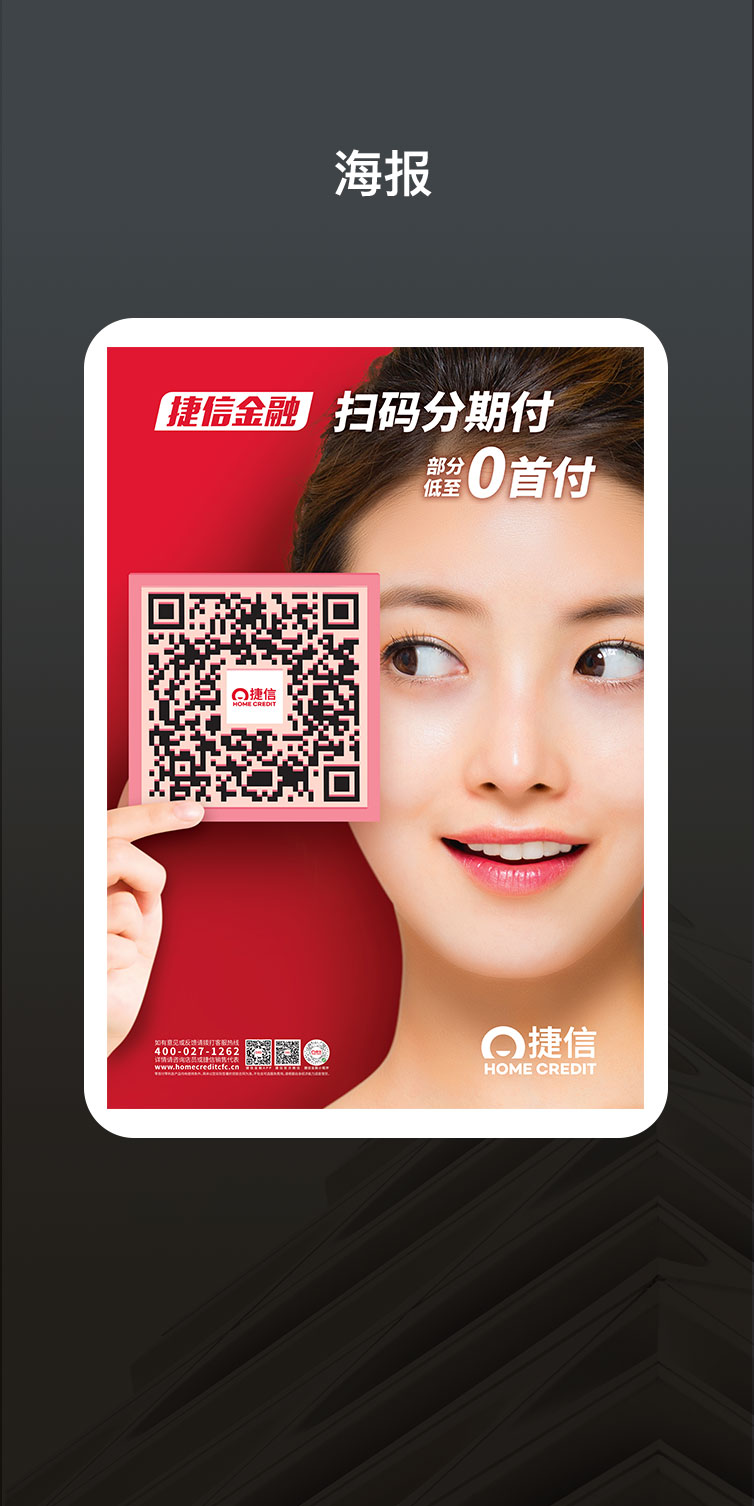 海报
捷信金融 扫码分期付
部分低至0首付
捷信
HOME CREDIT
如有意见或反馈请拨打客服热线
400-027-1262
详情请咨询店员或捷信销售代表
www.homecreditcfc.cn
捷信
HOME CREDIT